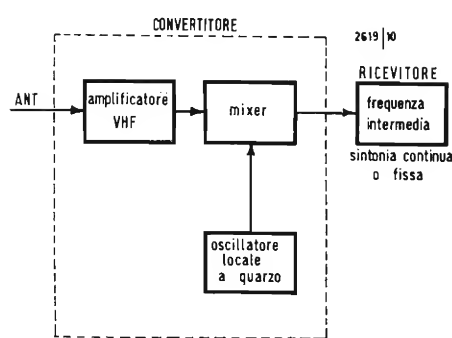 CONVERTITORE
2619|10
RICEVITORE
ANT
amplificatore
VHF
mixer
frequenza
intermedia
sintonia continua
o fissa
oscillatore
locale
a quarzo